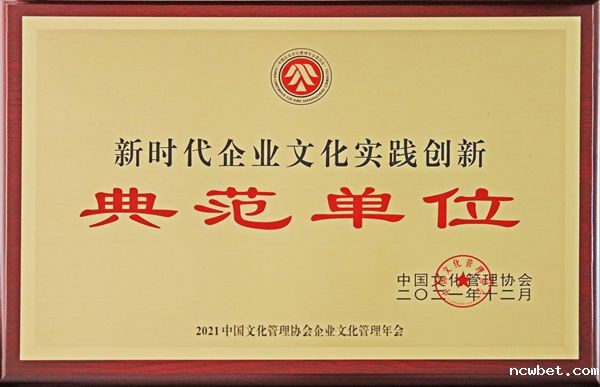 新时代企业文化实践创新
典范单位
中国文化管理协会
二〇二一年十二月
2021中国文化管理协会企业文化管理年会
ncwbet.com